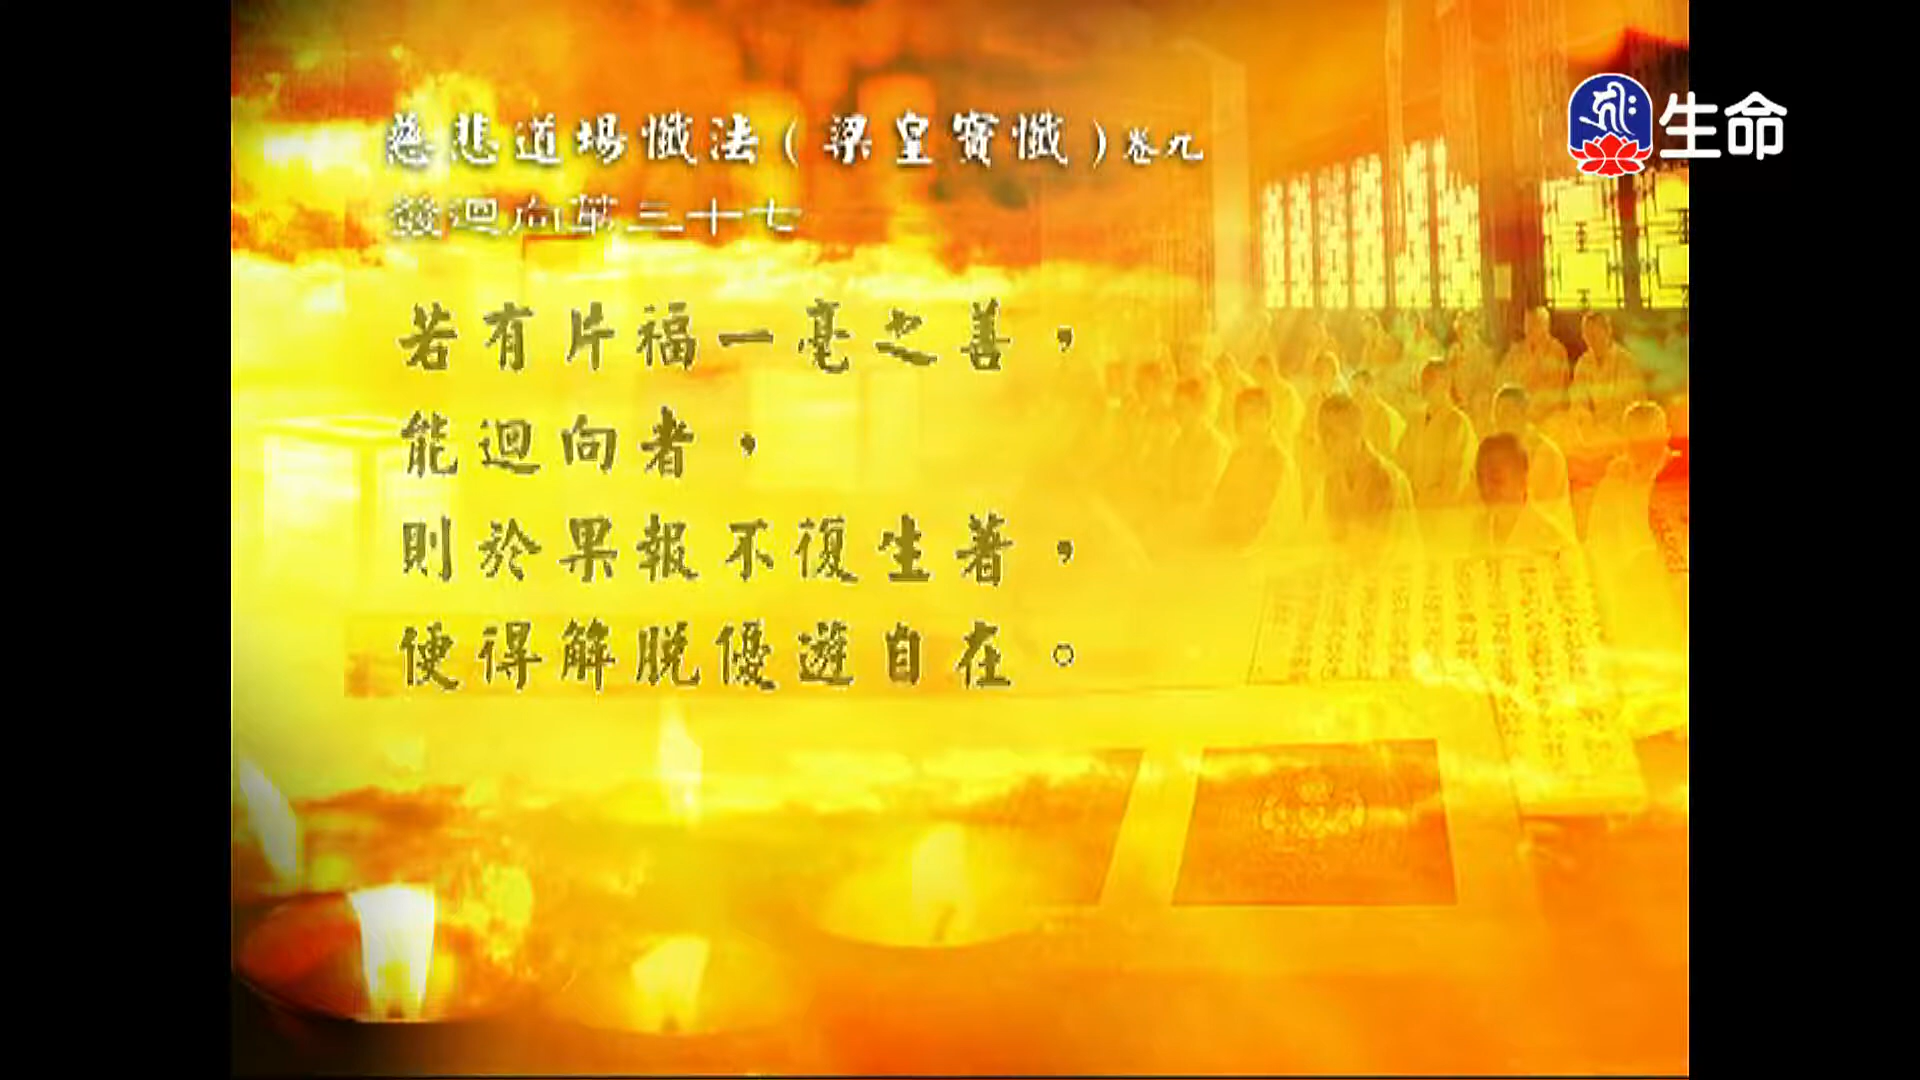 慈悲道場懺法(梁皇寶懺)卷九
發迴向第三十七
若有片福一毫之善，
能迴向者，
則於果報不復生著，
便得解脫優遊自在。
生命